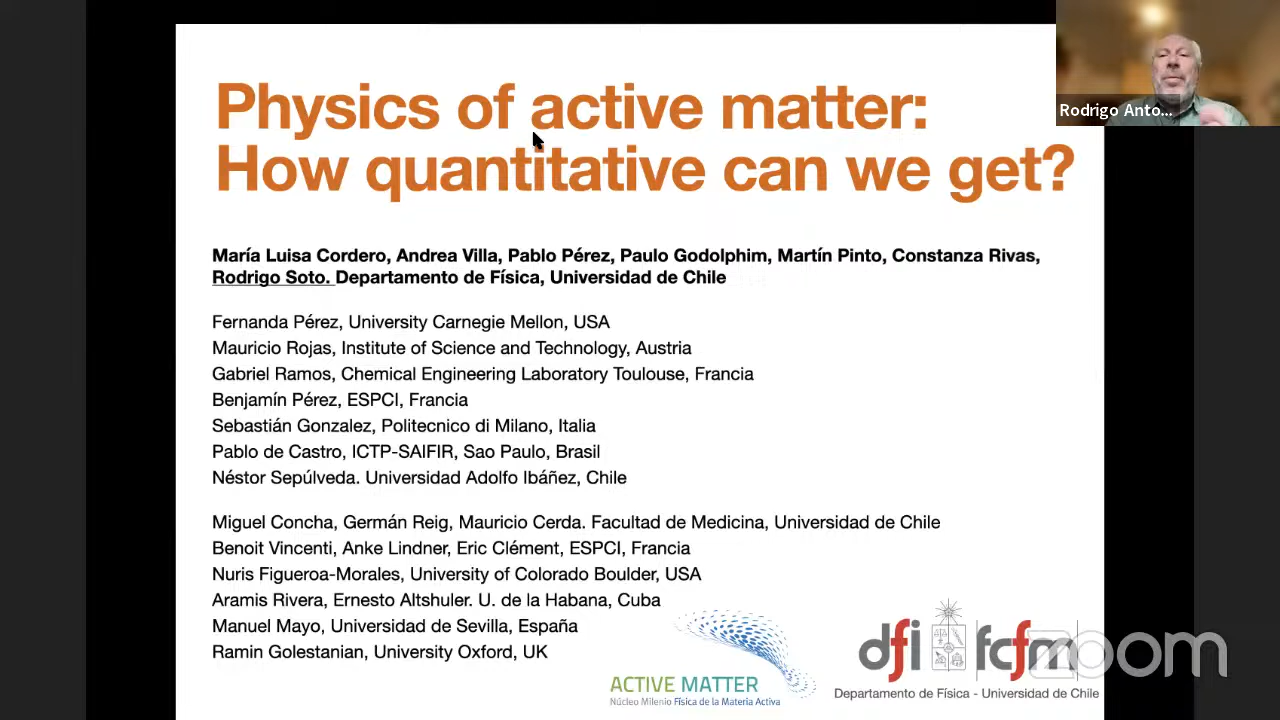 Physics of active matter:
How quantitative can we get?
Rodrigo Anto...
María Luisa Cordero, Andrea Villa, Pablo Pérez, Paulo Godolphim, Martín Pinto, Constanza Rivas,
Rodrigo Soto. Departamento de Física, Universidad de Chile
Fernanda Pérez, University Carnegie Mellon, USA
Mauricio Rojas, Institute of Science and Technology, Austria
Gabriel Ramos, Chemical Engineering Laboratory Toulouse, Francia
Benjamín Pérez, ESPCI, Francia
Sebastián Gonzalez, Politecnico di Milano, Italia
Pablo de Castro, ICTP-SAIFIR, Sao Paulo, Brasil
Néstor Sepúlveda. Universidad Adolfo Ibáñez, Chile
Miguel Concha, Germán Reig, Mauricio Cerda. Facultad de Medicina, Universidad de Chile
Benoit Vincenti, Anke Lindner, Eric Clément, ESPCI, Francia
Nuris Figueroa-Morales, University of Colorado Boulder, USA
Aramis Rivera, Ernesto Altshuler. U. de la Habana, Cuba
Manuel Mayo, Universidad de Sevilla, España
Ramin Golestanian, University Oxford, UK
ACTIVE MATTER
Núcleo Milenio Física de la Materia Activa
dfi fcfm
zoom
Departamento de Física - Universidad de Chile